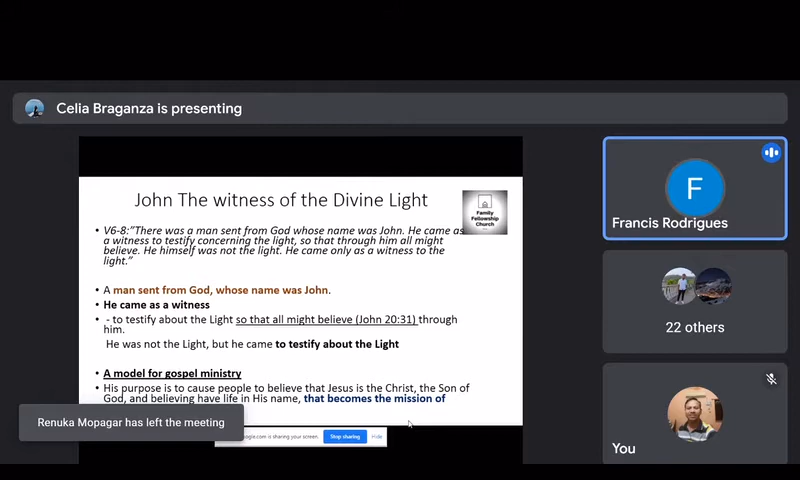 Celia Braganza is presenting
John The witness of the Divine Light
Family
Fellowship
Church
• V6-8:"There was a man sent from God whose name was John. He came as
a witness to testify concerning the light, so that through him all might
believe. He himself was not the light. He came only as a witness to the
light."
• A man sent from God, whose name was John.
• He came as a witness
• - to testify about the Light so that all might believe (John 20:31) through
him.
He was not the Light, but he came to testify about the Light
• A model for gospel ministry
• His purpose is to cause people to believe that Jesus is the Christ, the Son of
God, and believing have life in His name, that becomes the mission of
Renuka Mopagar has left the meeting
is sharing your screen.
Stop sharing
Hide
F
Francis Rodrigues
22 others
You